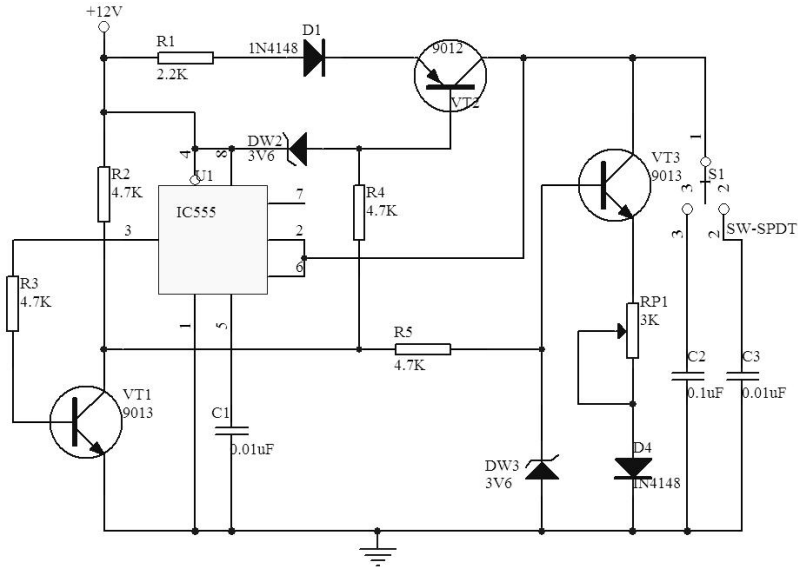 +12V
R1
2.2K
1N4148
D1
9012
VT2
DW2
3V6
4
8
U1
IC555
7
2
6
3
1
5
R2
4.7K
R3
4.7K
R4
4.7K
R5
4.7K
VT1
9013
C1
0.01uF
VT3
9013
1
S1
3
2
3
2
SW-SPDT
RP1
3K
C2
0.1uF
C3
0.01uF
DW3
3V6
D4
1N4148